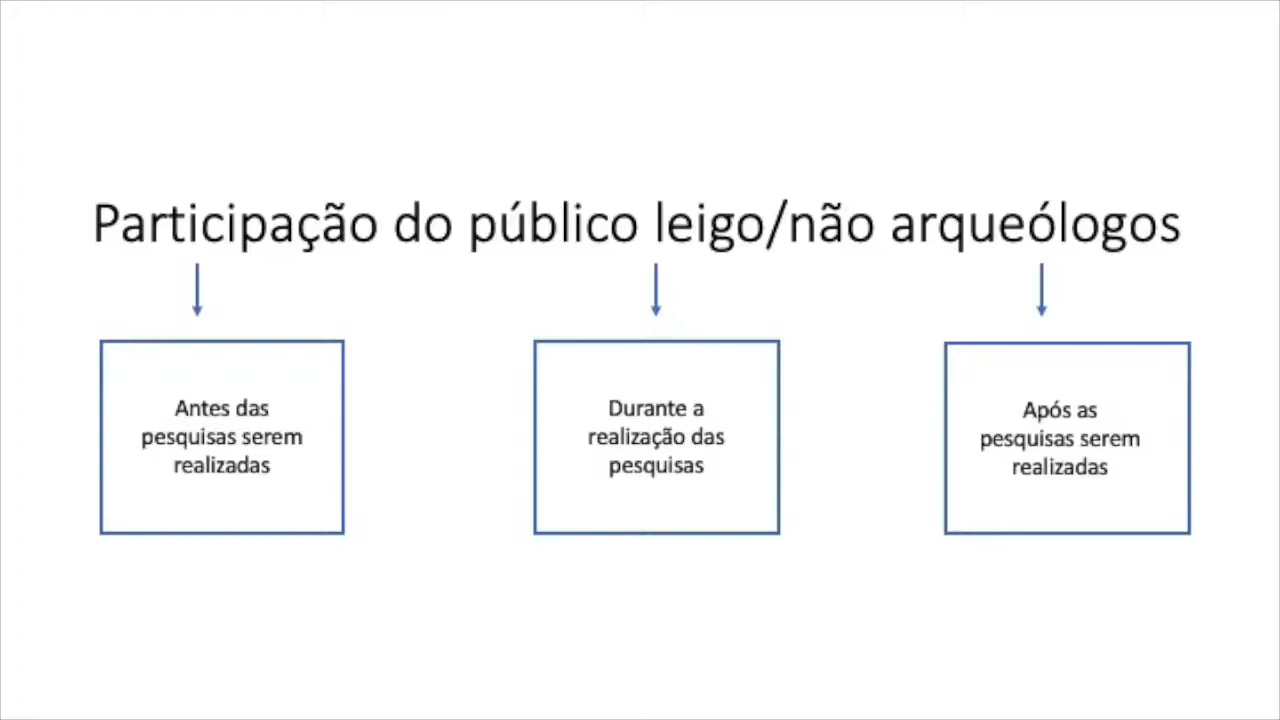 Participação do público leigo/não arqueólogos
Antes das
pesquisas serem
realizadas
Durante a
realização das
pesquisas
Após as
pesquisas serem
realizadas